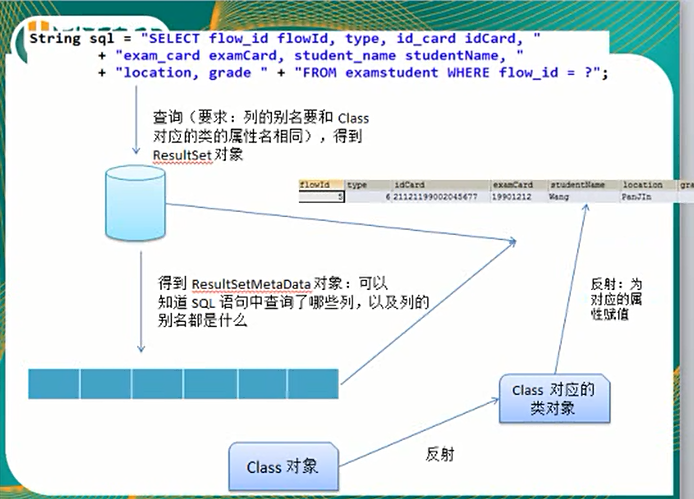 String sql = "SELECT flow_id flowId, type, id_card idCard, "
+ "exam_card examCard, student_name studentName, "
+ "location, grade " + "FROM examstudent WHERE flow_id = ?";
查询（要求：列的别名要和 Class
对应的类的属性名相同），得到
ResultSet 对象
flowId type idCard examCard studentName location gra
5 6 21121199002045677 19901212 Wang PanJIn
得到 ResultSetMetaData 对象：可以
知道 SQL 语句中查询了哪些列，以及列的
别名都是什么
反射：为
对应的属
性赋值
Class 对应的
类对象
Class 对象
反射